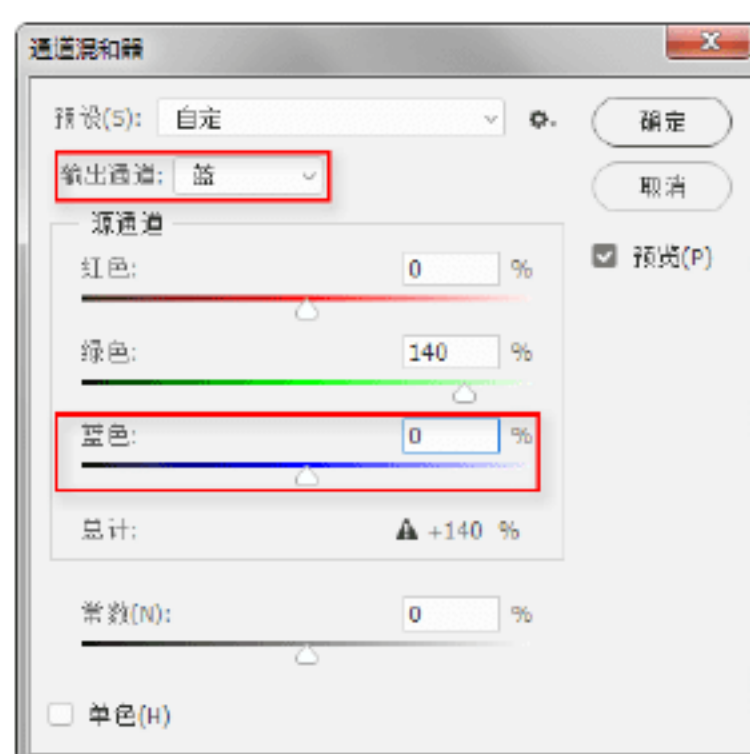 通道混和器
预设(S): 自定
确定
输出通道: 蓝
取消
源通道
预览(P)
红色: 0 %
绿色: 140 %
蓝色: 0 %
总计: +140 %
常数(N): 0 %
单色(H)